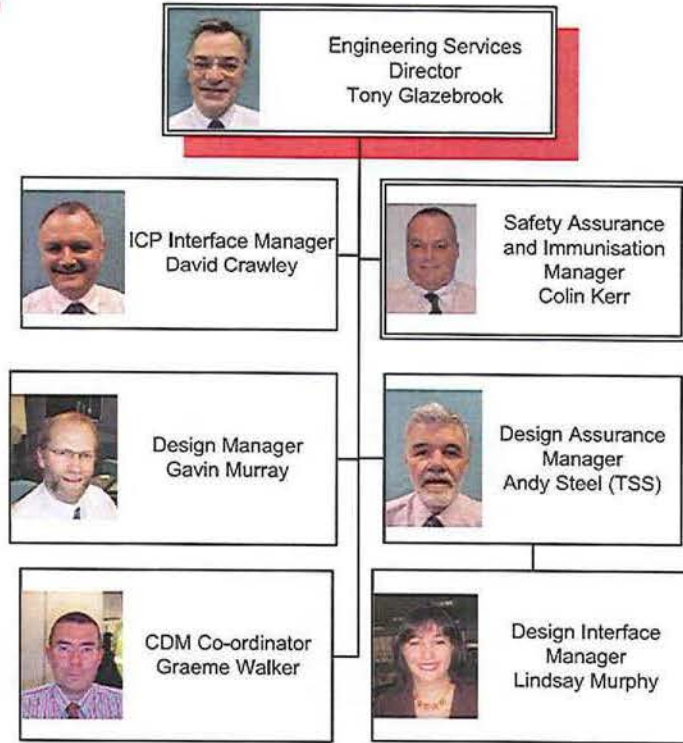 Engineering Services
Director
Tony Glazebrook
ICP Interface Manager
David Crawley
Safety Assurance
and Immunisation
Manager
Colin Kerr
Design Manager
Gavin Murray
Design Assurance
Manager
Andy Steel (TSS)
CDM Co-ordinator
Graeme Walker
Design Interface
Manager
Lindsay Murphy